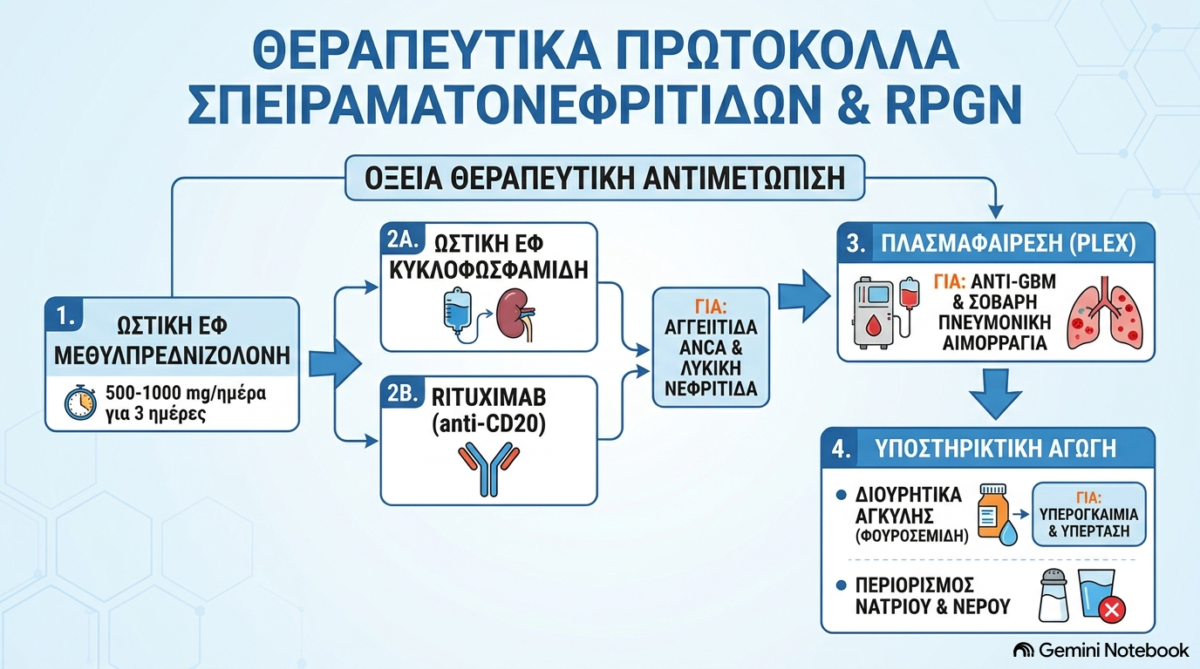 ΘΕΡΑΠΕΥΤΙΚΑ ΠΡΩΤΟΚΟΛΛΑ
ΣΠΕΙΡΑΜΑΤΟΝΕΦΡΙΤΙΔΩΝ & RPGN
ΟΞΕΙΑ ΘΕΡΑΠΕΥΤΙΚΗ ΑΝΤΙΜΕΤΩΠΙΣΗ
1.
ΩΣΤΙΚΗ ΕΦ
ΜΕΘΥΛΠΡΕΔΝΙΖΟΛΟΝΗ
500-1000 mg/ημέρα
για 3 ημέρες
2A.
ΩΣΤΙΚΗ ΕΦ
ΚΥΚΛΟΦΩΣΦΑΜΙΔΗ
2B.
RITUXIMAB
(anti-CD20)
ΓΙΑ:
ΑΓΓΕΙΙΤΙΔΑ
ANCA &
ΛΥΚΙΚΗ
ΝΕΦΡΙΤΙΔΑ
3. ΠΛΑΣΜΑΦΑΙΡΕΣΗ (PLEX)
ΓΙΑ: ANTI-GBM
& ΣΟΒΑΡΗ
ΠΝΕΥΜΟΝΙΚΗ
ΑΙΜΟΡΡΑΓΙΑ
4. ΥΠΟΣΤΗΡΙΚΤΙΚΗ ΑΓΩΓΗ
• ΔΙΟΥΡΗΤΙΚΑ
ΑΓΚΥΛΗΣ
(ΦΟΥΡΟΣΕΜΙΔΗ)
ΓΙΑ:
ΥΠΕΡΟΓΚΑΙΜΙΑ
& ΥΠΕΡΤΑΣΗ
• ΠΕΡΙΟΡΙΣΜΟΣ
ΝΑΤΡΙΟΥ & ΝΕΡΟΥ
Gemini Notebook